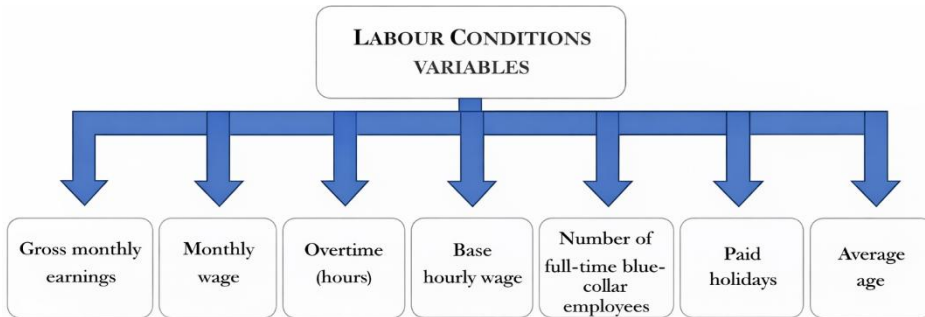 LABOUR CONDITIONS
VARIABLES
Gross monthly
earnings
Monthly
wage
Overtime
(hours)
Base
hourly wage
Number of
full-time blue-
collar
employees
Paid
holidays
Average
age